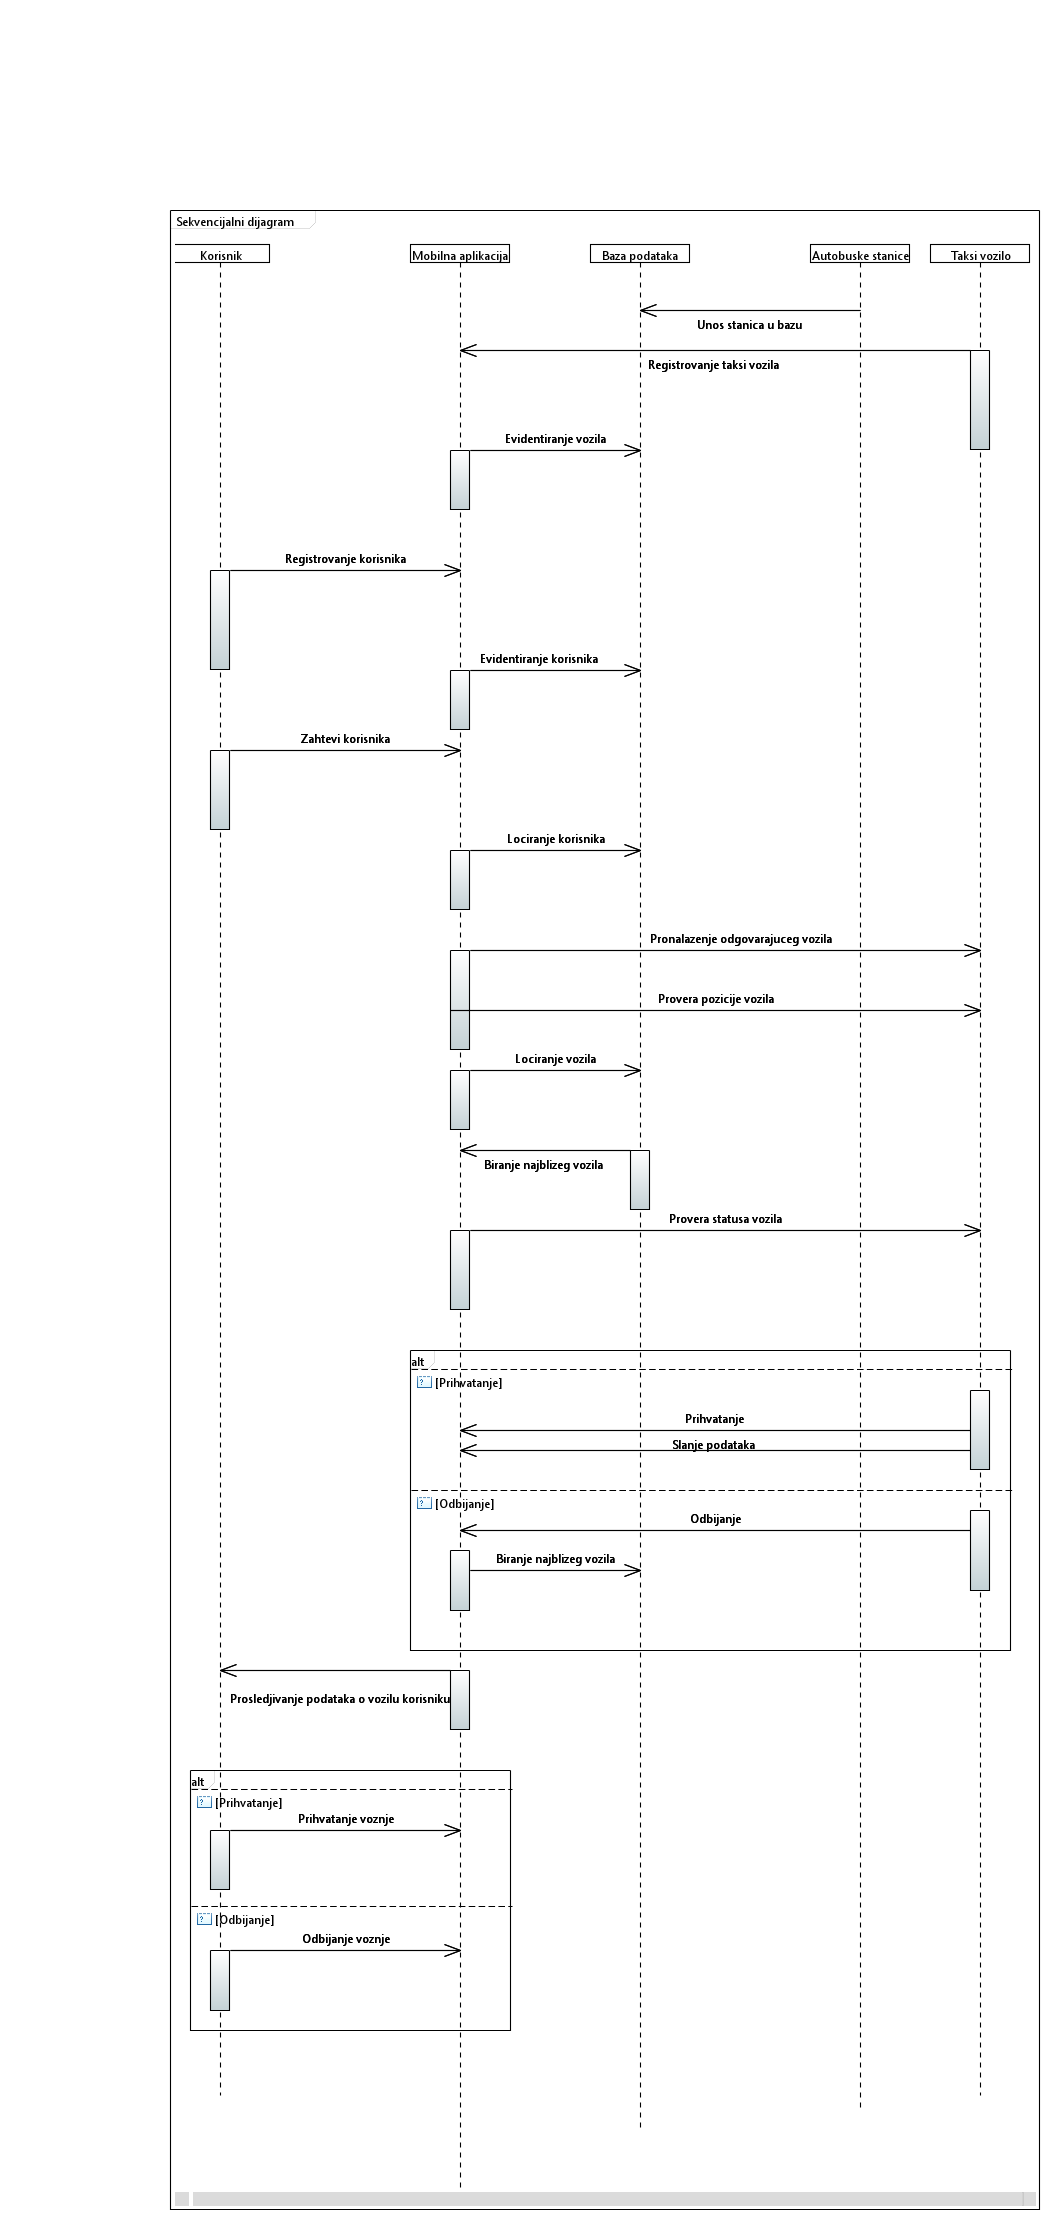 Sekvencijalni dijagram
Korisnik
Mobilna aplikacija
Baza podataka
Autobuske stanice
Taksi vozilo
Unos stanica u bazu
Registrovanje taksi vozila
Evidentiranje vozila
Registrovanje korisnika
Evidentiranje korisnika
Zahtevi korisnika
Lociranje korisnika
Pronalazenje odgovarajuceg vozila
Provera pozicije vozila
Lociranje vozila
Biranje najblizeg vozila
Provera statusa vozila
alt
[Prihvatanje]
Prihvatanje
Slanje podataka
[Odbijanje]
Odbijanje
Biranje najblizeg vozila
Prosledjivanje podataka o vozilu korisniku
alt
[Prihvatanje]
Prihvatanje voznje
[Odbijanje]
Odbijanje voznje